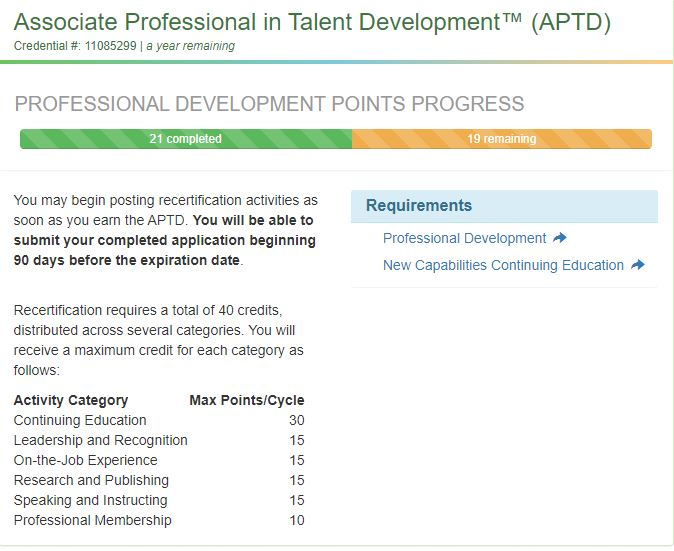 Associate Professional in Talent Development™ (APTD)
Credential #: 11085299 | a year remaining
PROFESSIONAL DEVELOPMENT POINTS PROGRESS
21 completed 19 remaining
You may begin posting recertification activities as
soon as you earn the APTD. You will be able to
submit your completed application beginning
90 days before the expiration date.
Recertification requires a total of 40 credits,
distributed across several categories. You will
receive a maximum credit for each category as
follows:
Activity Category Max Points/Cycle
Continuing Education 30
Leadership and Recognition 15
On-the-Job Experience 15
Research and Publishing 15
Speaking and Instructing 15
Professional Membership 10
Requirements
Professional Development
New Capabilities Continuing Education